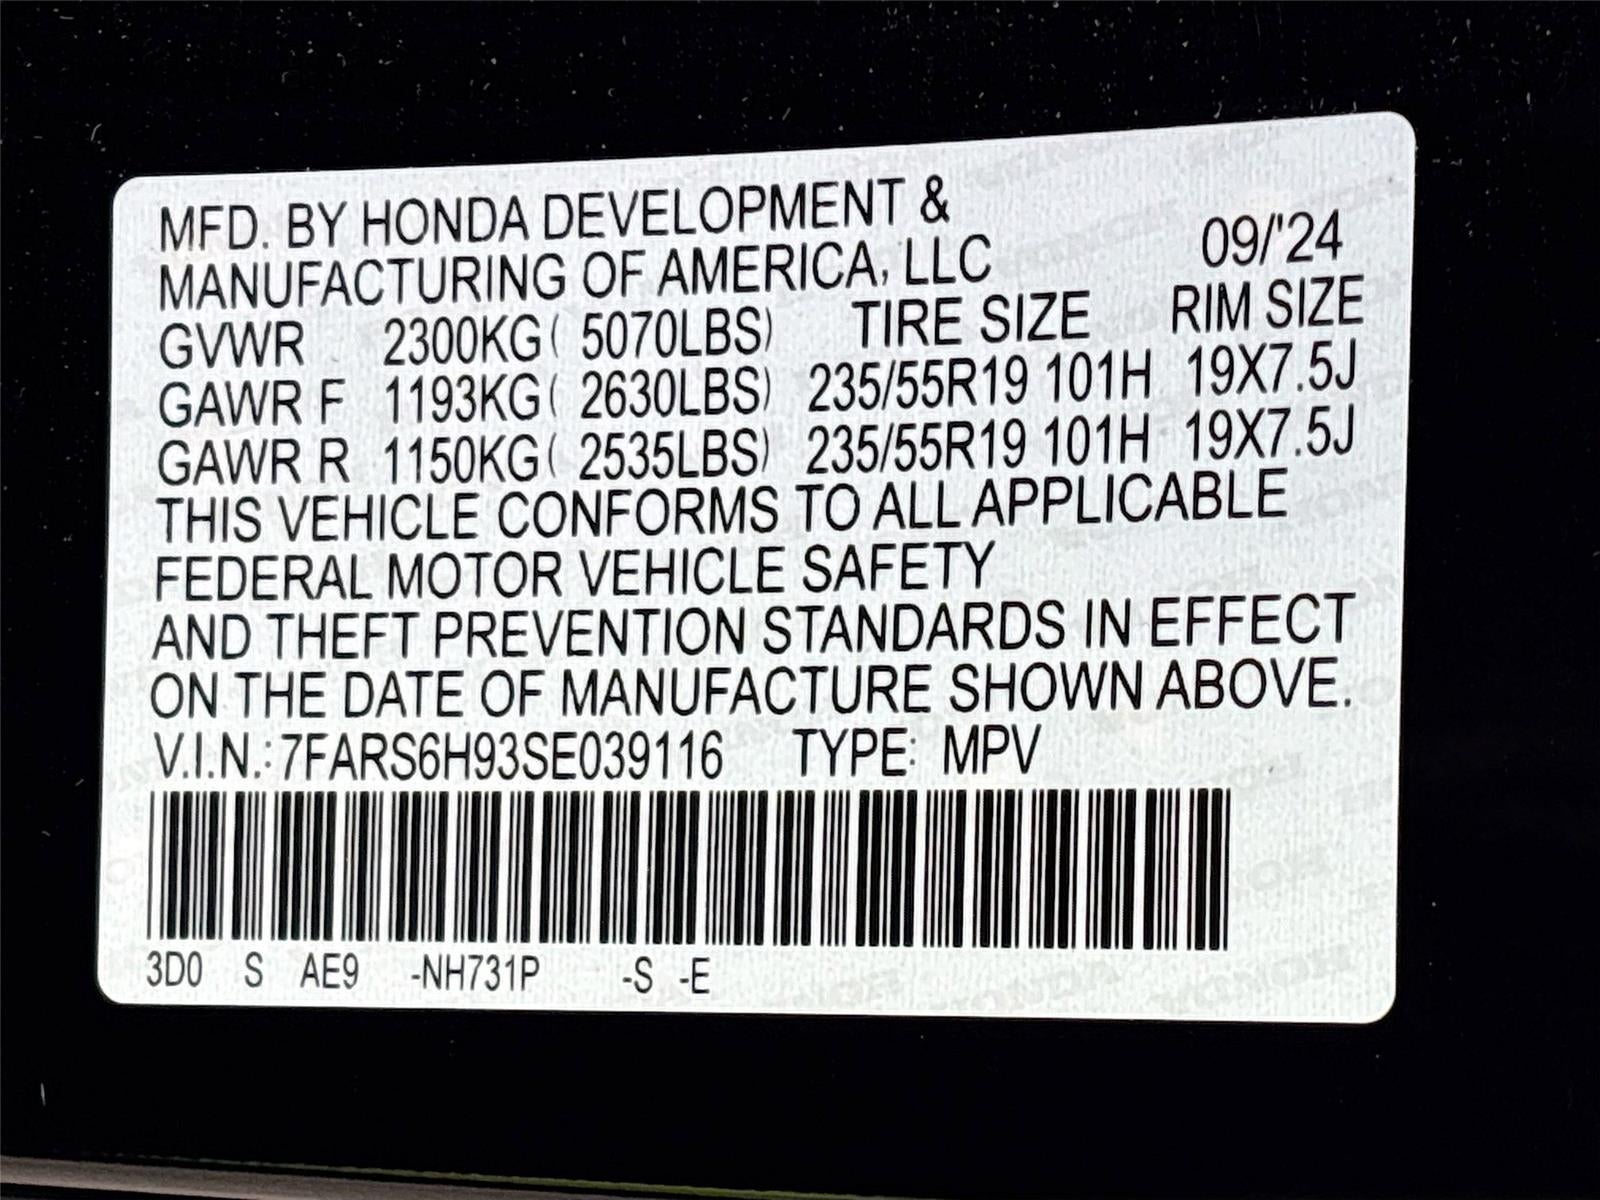 MFD. BY HONDA DEVELOPMENT &
MANUFACTURING OF AMERICA, LLC 09/'24
GVWR 2300KG( 5070LBS) TIRE SIZE RIM SIZE
GAWR F 1193KG( 2630LBS) 235/55R19 101H 19X7.5J
GAWR R 1150KG( 2535LBS) 235/55R19 101H 19X7.5J
THIS VEHICLE CONFORMS TO ALL APPLICABLE
FEDERAL MOTOR VEHICLE SAFETY
AND THEFT PREVENTION STANDARDS IN EFFECT
ON THE DATE OF MANUFACTURE SHOWN ABOVE.
V.I.N.: 7FARS6H93SE039116 TYPE: MPV
3D0 S AE9 -NH731P -S -E